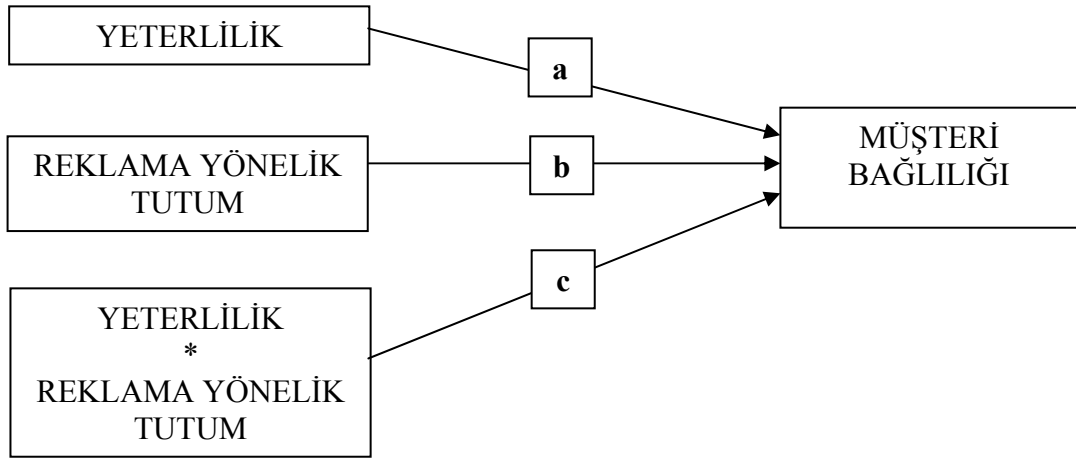 YETERLİLİK
a
REKLAMA YÖNELİK
TUTUM
b
MÜŞTERİ
BAĞLILIĞI
c
YETERLİLİK
*
REKLAMA YÖNELİK
TUTUM